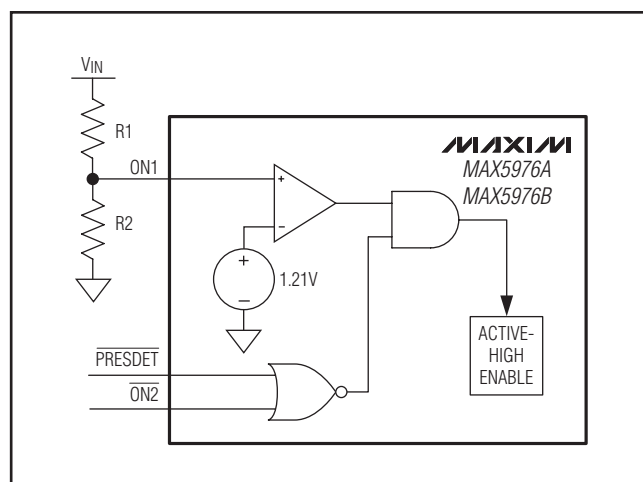 VIN
R1
ON1
R2
MAXIM
MAX5976A
MAX5976B
+
−
+
−
1.21V
PRESDET
ON2
ACTIVE-
HIGH
ENABLE